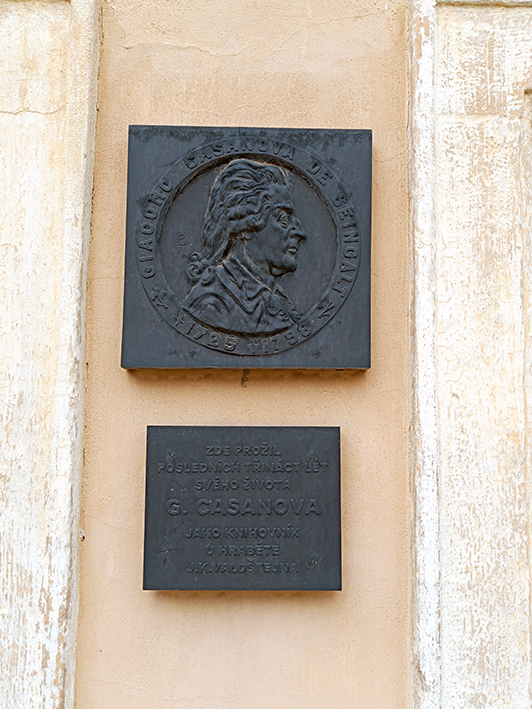 GIACOMO CASANOVA DE SEINGALT
1725 1798
ZDE PROŽIL
POSLEDNÍCH TŘINÁCT LET
SVÉHO ŽIVOTA
G. CASANOVA
JAKO KNIHOVNÍK
U HRABĚTE
J.K.VALDŠTEJNA